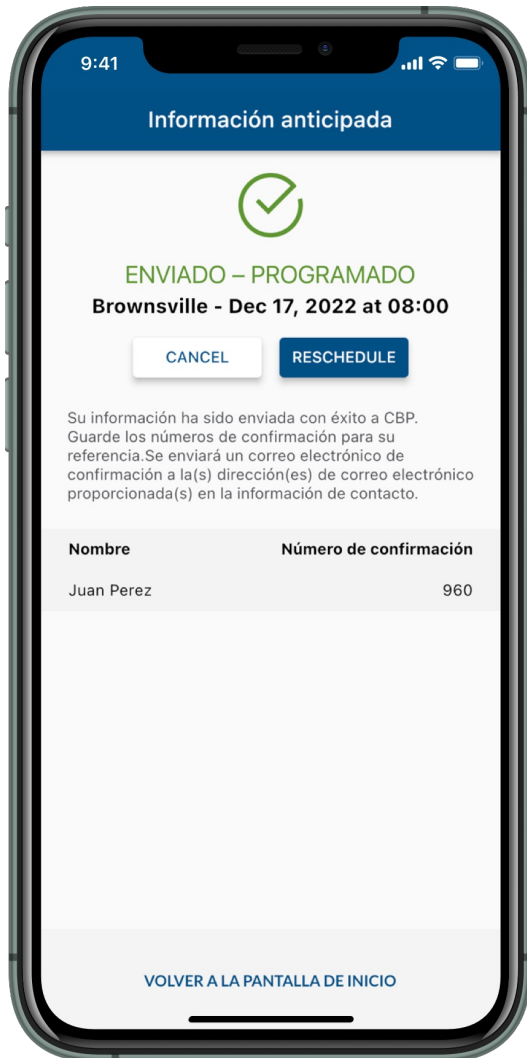 9:41
Información anticipada
ENVIADO – PROGRAMADO
Brownsville - Dec 17, 2022 at 08:00
CANCEL RESCHEDULE
Su información ha sido enviada con éxito a CBP.
Guarde los números de confirmación para su
referencia.Se enviará un correo electrónico de
confirmación a la(s) dirección(es) de correo electrónico
proporcionada(s) en la información de contacto.
Nombre Número de confirmación
Juan Perez 960
VOLVER A LA PANTALLA DE INICIO